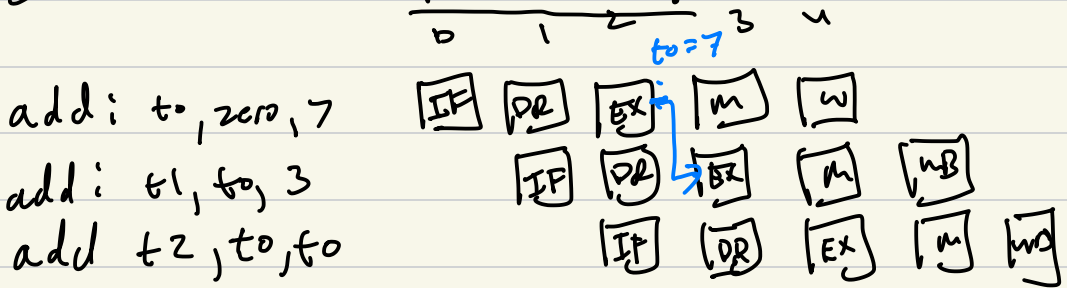 0 1 2 3 4
t0=7
addi t0, zero, 7 IF DR EX M W
addi t1, t0, 3 IF DR EX M WB
add t2, t0, t0 IF DR EX M WB